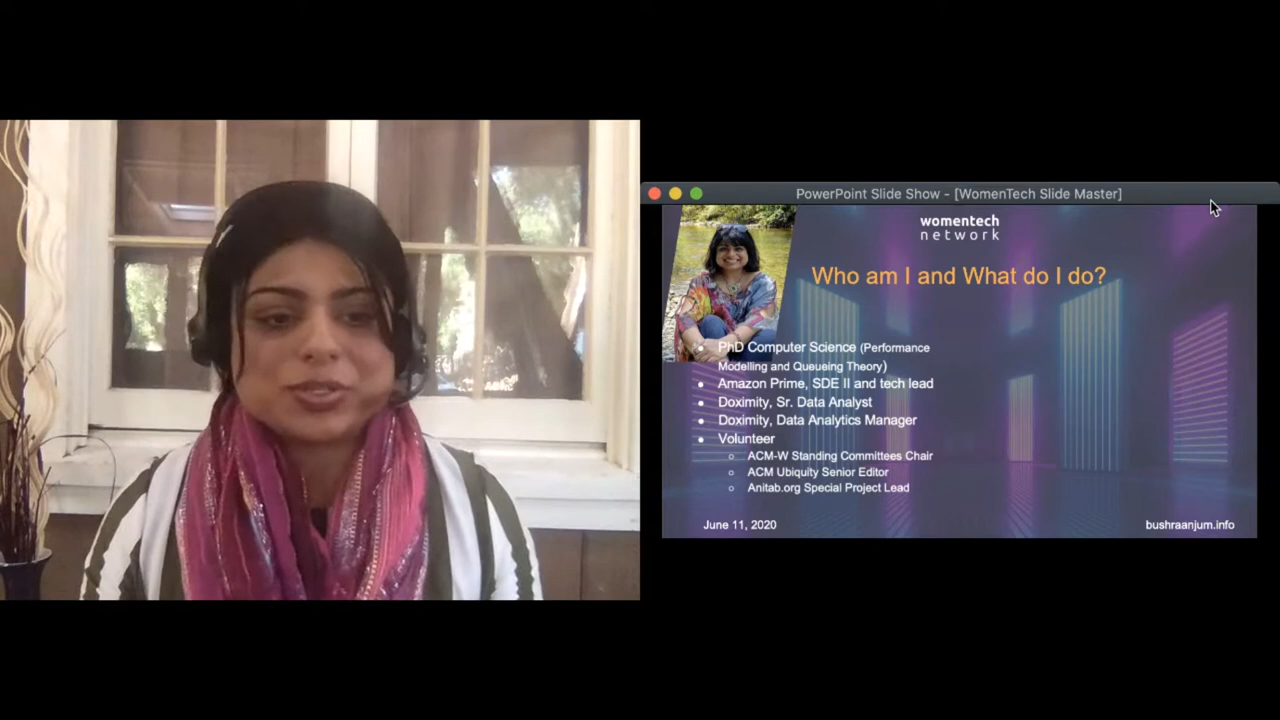 PowerPoint Slide Show - [WomenTech Slide Master]
womentech
network
Who am I and What do I do?
• PhD Computer Science (Performance
Modelling and Queueing Theory)
• Amazon Prime, SDE II and tech lead
• Doximity, Sr. Data Analyst
• Doximity, Data Analytics Manager
• Volunteer
○ ACM-W Standing Committees Chair
○ ACM Ubiquity Senior Editor
○ Anitab.org Special Project Lead
June 11, 2020
bushraanjum.info